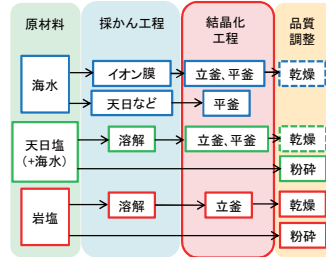 原材料
採かん工程
結晶化
工程
品質
調整
海水
イオン膜
立釜、平釜
乾燥
天日など
平釜
天日塩
(+海水)
溶解
立釜、平釜
乾燥
粉砕
岩塩
溶解
立釜
乾燥
粉砕